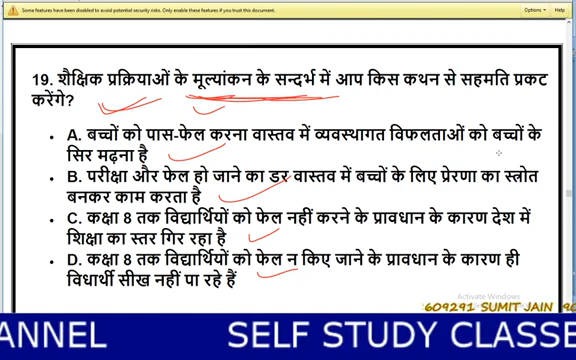 Some features have been disabled to avoid potential security risks. Only enable these features if you trust this document.
Options
19. शैक्षिक प्रक्रियाओं के मूल्यांकन के सन्दर्भ में आप किस कथन से सहमति प्रकट
करेंगे?
• A. बच्चों को पास-फेल करना वास्तव में व्यवस्थागत विफलताओं को बच्चों के
सिर मढ़ना है
• B. परीक्षा और फेल हो जाने का डर वास्तव में बच्चों के लिए प्रेरणा का स्त्रोत
बनकर काम करता है
• C. कक्षा 8 तक विद्यार्थियों को फेल नहीं करने के प्रावधान के कारण देश में
शिक्षा का स्तर गिर रहा है
• D. कक्षा 8 तक विद्यार्थियों को फेल न किए जाने के प्रावधान के कारण ही
विधार्थी सीख नहीं पा रहे हैं
Activate Windows
609291 SUMIT JAIN 96
ANNEL SELF STUDY CLASSE